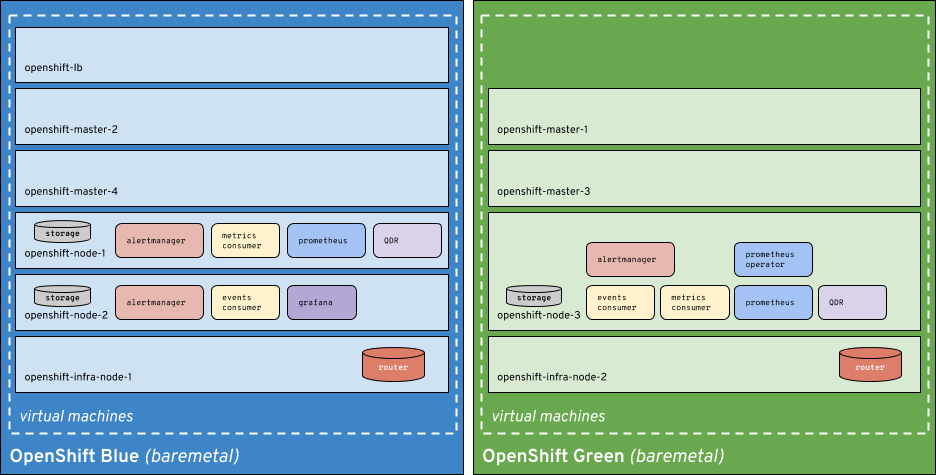 openshift-lb
openshift-master-2
openshift-master-4
storage
openshift-node-1
alertmanager
metrics
consumer
prometheus
QDR
storage
openshift-node-2
alertmanager
events
consumer
grafana
openshift-infra-node-1
router
virtual machines
OpenShift Blue (baremetal)
openshift-master-1
openshift-master-3
alertmanager
prometheus
operator
storage
openshift-node-3
events
consumer
metrics
consumer
prometheus
QDR
openshift-infra-node-2
router
virtual machines
OpenShift Green (baremetal)